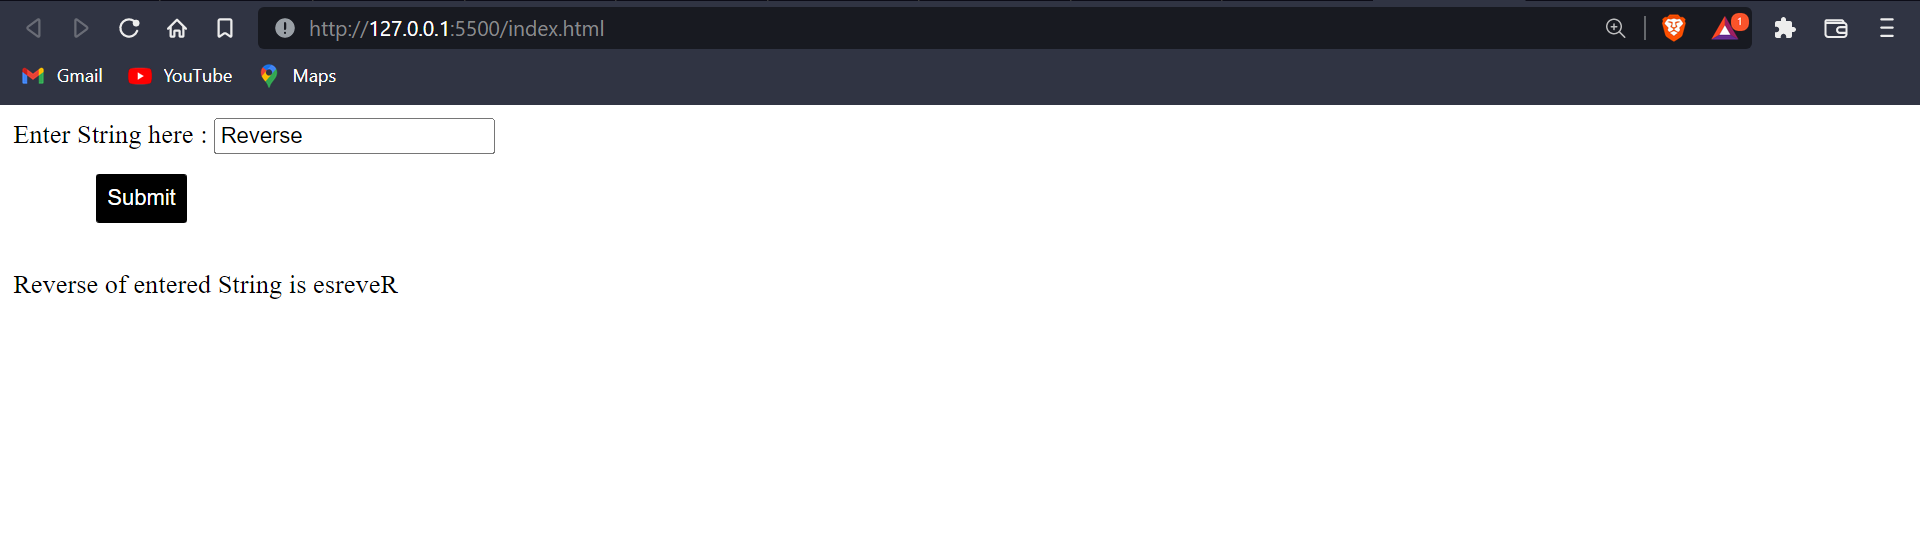 http://127.0.0.1:5500/index.html
1
Gmail YouTube Maps
Enter String here : Reverse
Submit
Reverse of entered String is esreveR